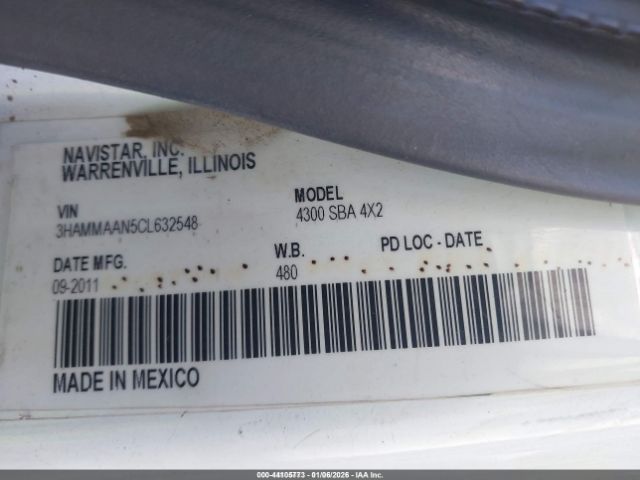 NAVISTAR, INC.
WARRENVILLE, ILLINOIS
VIN
3HAMMAAN5CL632548
MODEL
4300 SBA 4X2
DATE MFG.
09-2011
W.B.
480
PD LOC - DATE
MADE IN MEXICO
000-44105773 - 01/06/2026 - IAA Inc.